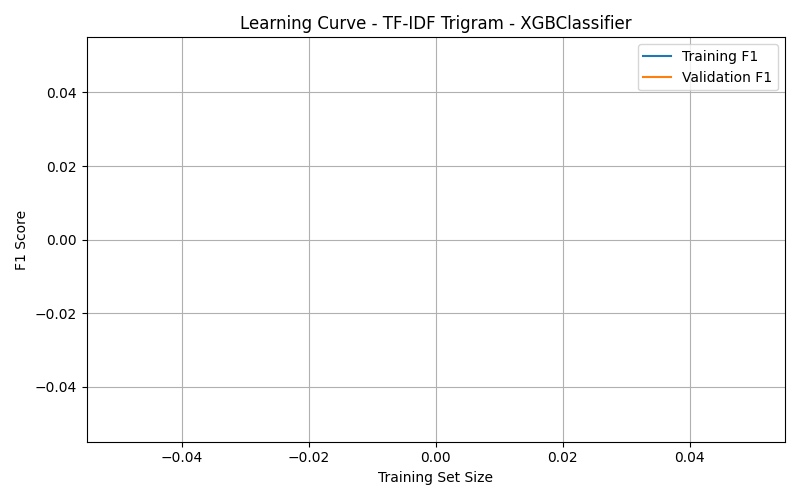 Learning Curve - TF-IDF Trigram - XGBClassifier
Training F1
Validation F1
0.04
0.02
0.00
−0.02
−0.04
F1 Score
−0.04
−0.02
0.00
0.02
0.04
Training Set Size